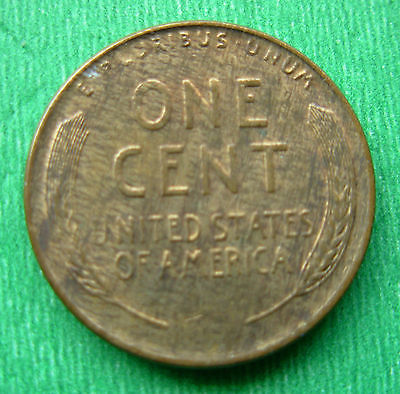 E·PLURIBUS·UNUM
ONE
CENT
UNITED STATES
OF AMERICA